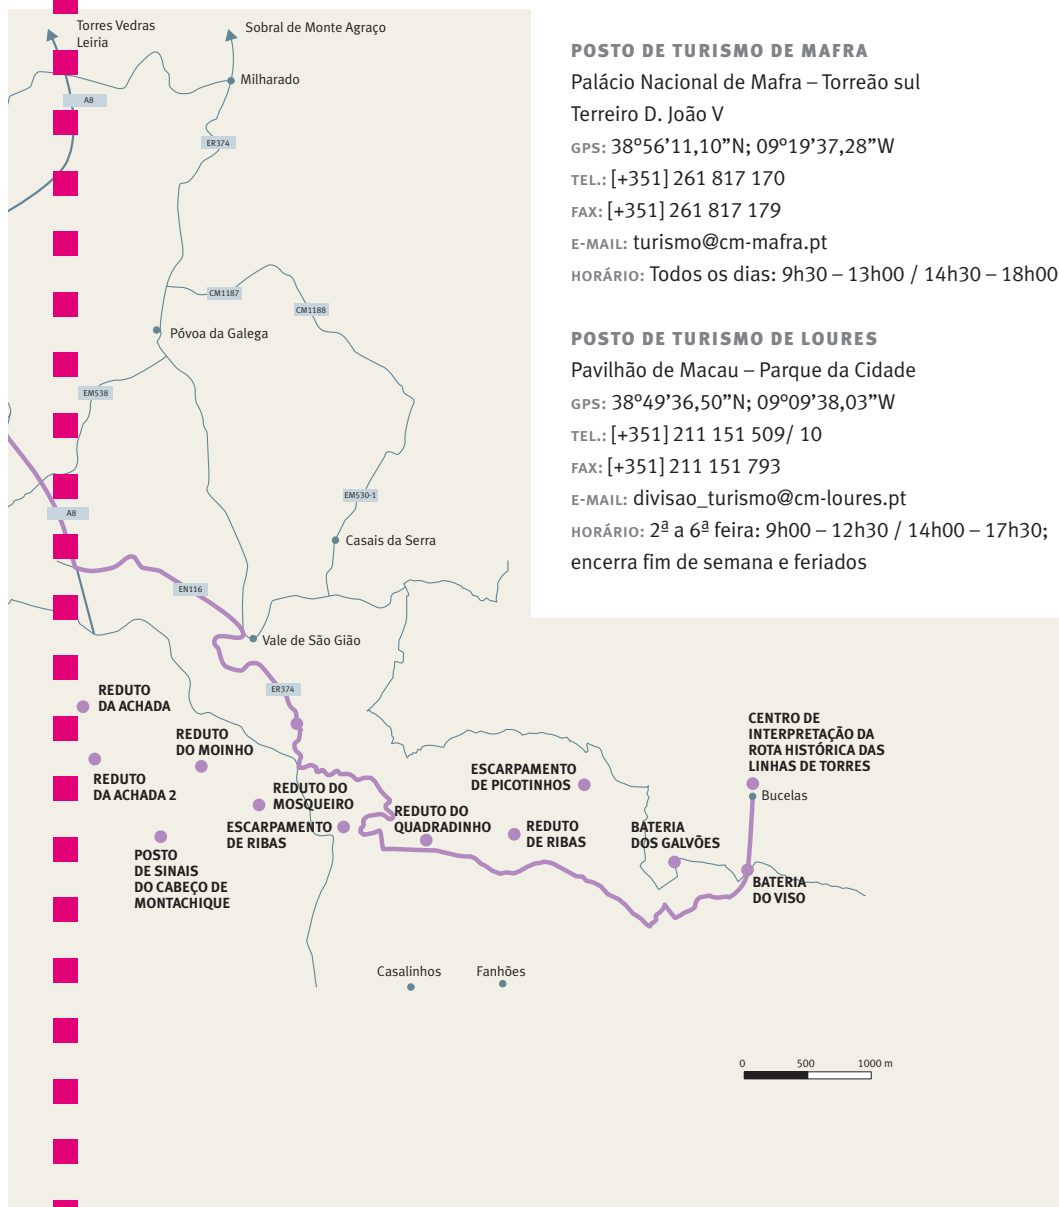 Torres Vedras
Leiria
Sobral de Monte Agraço
Milharado
A8
ER374
CM1187
CM1188
Póvoa da Galega
EM538
EM530-1
A8
Casais da Serra
EN116
Vale de São Gião
ER374
REDUTO
DA ACHADA
REDUTO
DO MOINHO
REDUTO
DA ACHADA 2
REDUTO DO
MOSQUEIRO
ESCARPAMENTO
DE RIBAS
POSTO
DE SINAIS
DO CABEÇO DE
MONTACHIQUE
REDUTO DO
QUADRADINHO
ESCARPAMENTO
DE PICOTINHOS
REDUTO
DE RIBAS
BATERIA
DOS GALVÕES
CENTRO DE
INTERPRETAÇÃO DA
ROTA HISTÓRICA DAS
LINHAS DE TORRES
Bucelas
BATERIA
DO VISO
Casalinhos
Fanhões
0 500 1000 m
POSTO DE TURISMO DE MAFRA
Palácio Nacional de Mafra – Torreão sul
Terreiro D. João V
GPS: 38º56’11,10”N; 09º19’37,28”W
TEL.: [+351] 261 817 170
FAX: [+351] 261 817 179
E-MAIL: turismo@cm-mafra.pt
HORÁRIO: Todos os dias: 9h30 – 13h00 / 14h30 – 18h00
POSTO DE TURISMO DE LOURES
Pavilhão de Macau – Parque da Cidade
GPS: 38º49’36,50”N; 09º09’38,03”W
TEL.: [+351] 211 151 509/ 10
FAX: [+351] 211 151 793
E-MAIL: divisao_turismo@cm-loures.pt
HORÁRIO: 2ª a 6ª feira: 9h00 – 12h30 / 14h00 – 17h30;
encerra fim de semana e feriados